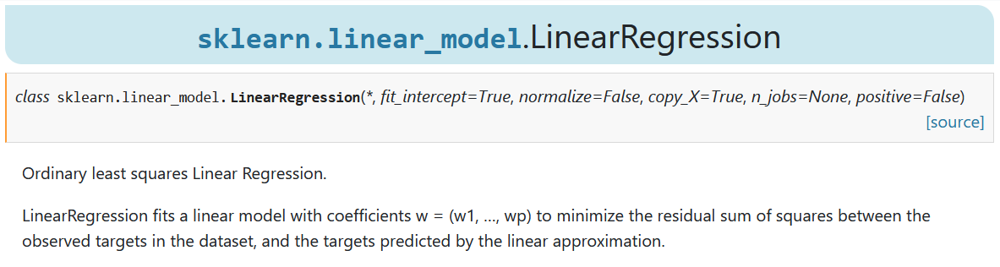 sklearn.linear_model.LinearRegression
class sklearn.linear_model.LinearRegression(*, fit_intercept=True, normalize=False, copy_X=True, n_jobs=None, positive=False)
[source]
Ordinary least squares Linear Regression.
LinearRegression fits a linear model with coefficients w = (w1, …, wp) to minimize the residual sum of squares between the
observed targets in the dataset, and the targets predicted by the linear approximation.